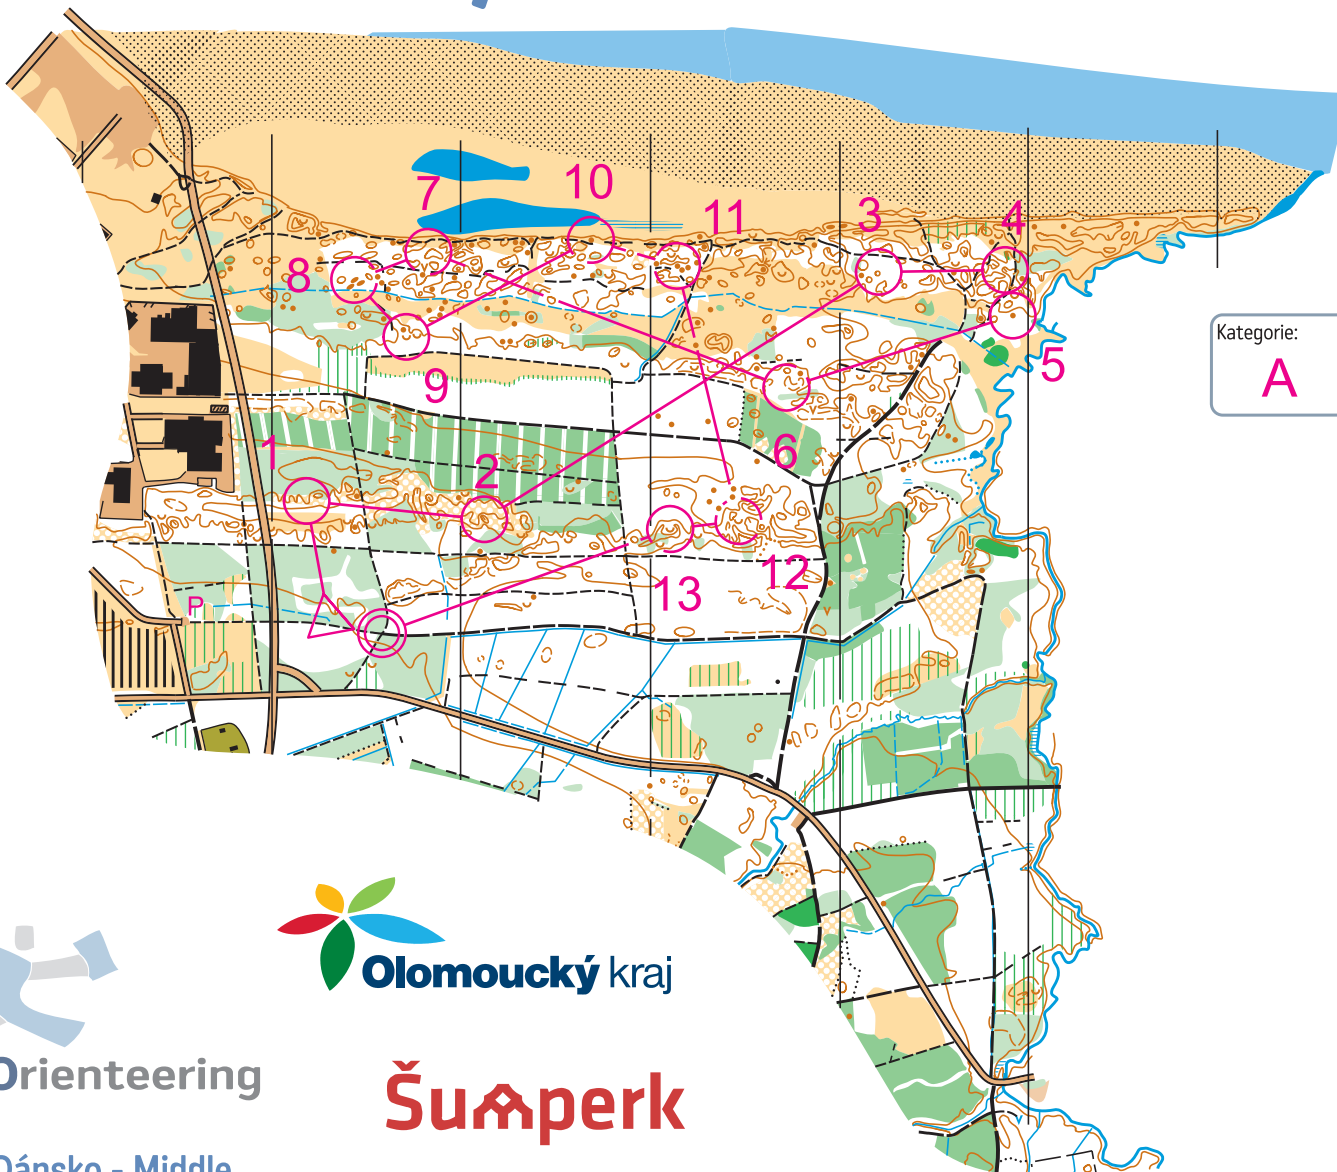 10
7
11
3
4
8
Kategorie:
A
5
9
6
1
2
12
13
P
Olomoucký kraj
Orienteering
Šumperk
Dánsko - Middle